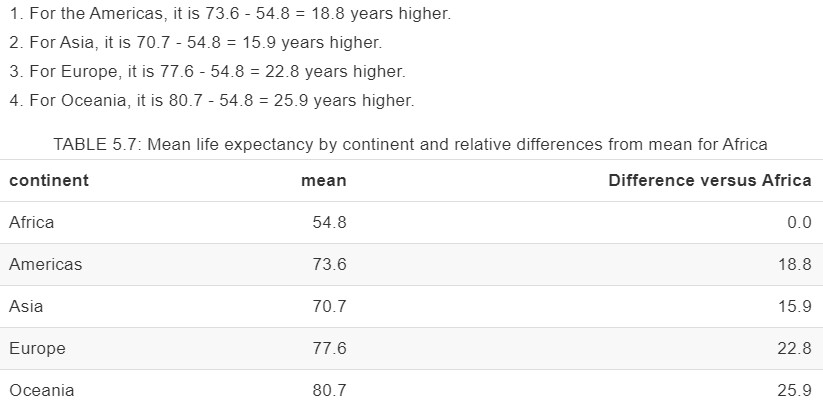 1. For the Americas, it is 73.6 - 54.8 = 18.8 years higher.
2. For Asia, it is 70.7 - 54.8 = 15.9 years higher.
3. For Europe, it is 77.6 - 54.8 = 22.8 years higher.
4. For Oceania, it is 80.7 - 54.8 = 25.9 years higher.
TABLE 5.7: Mean life expectancy by continent and relative differences from mean for Africa
continent mean Difference versus Africa
Africa 54.8 0.0
Americas 73.6 18.8
Asia 70.7 15.9
Europe 77.6 22.8
Oceania 80.7 25.9